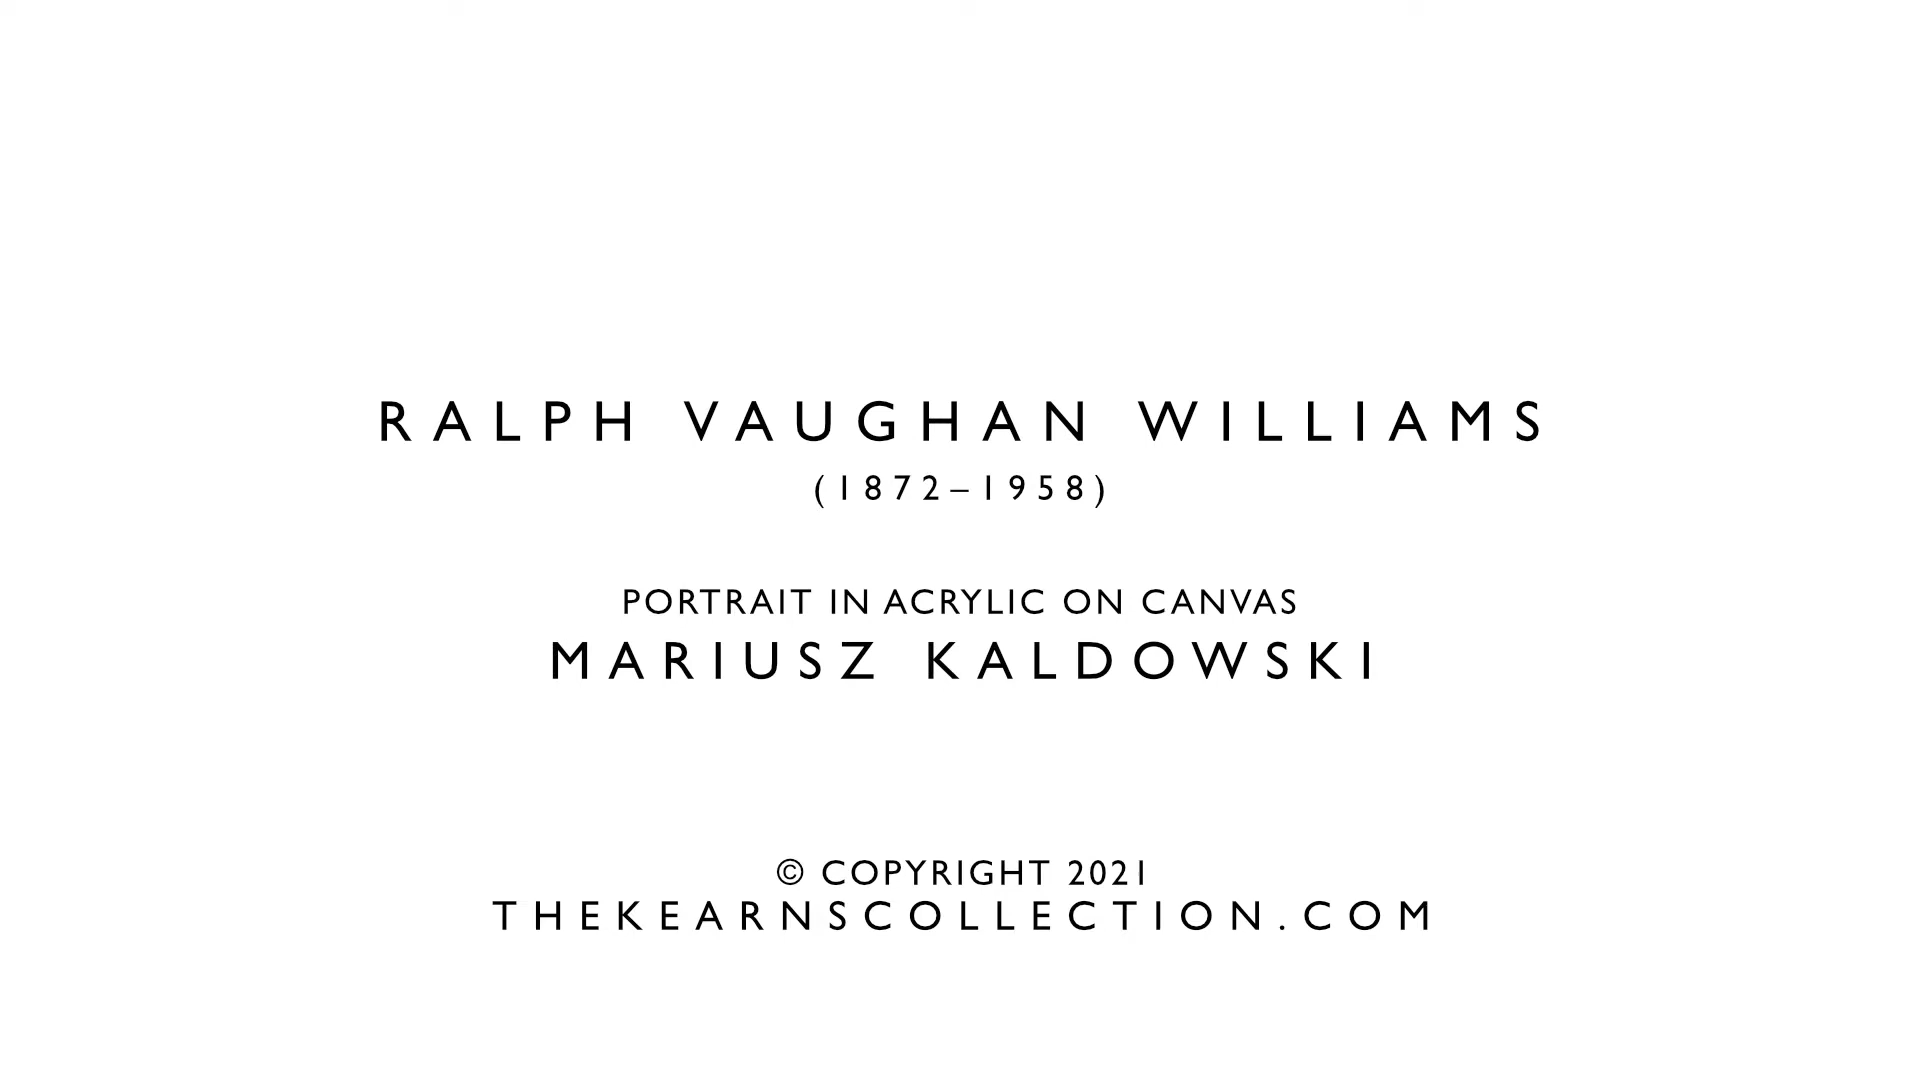 RALPH VAUGHAN WILLIAMS
(1872–1958)
PORTRAIT IN ACRYLIC ON CANVAS
MARIUSZ KALDOWSKI
© COPYRIGHT 2021
THEKEARNSCOLLECTION.COM